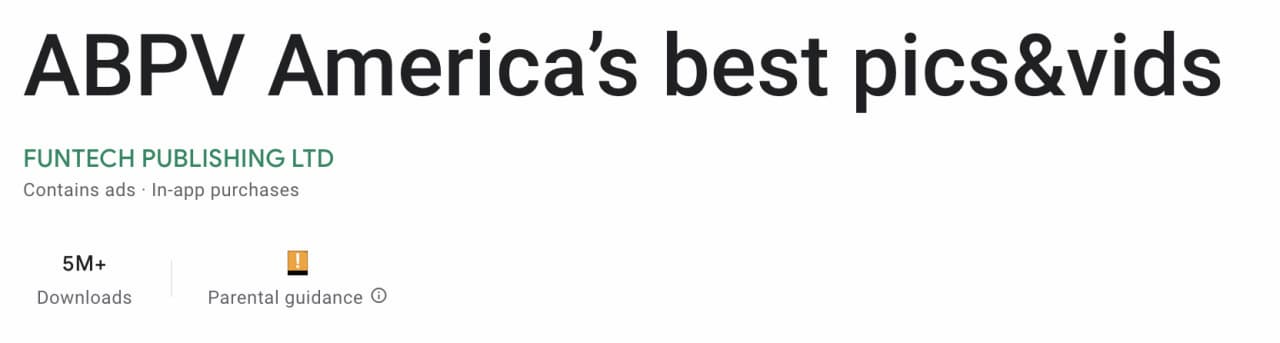 ABPV America’s best pics&vids
FUNTECH PUBLISHING LTD
Contains ads · In-app purchases
5M+
Downloads
!
Parental guidance